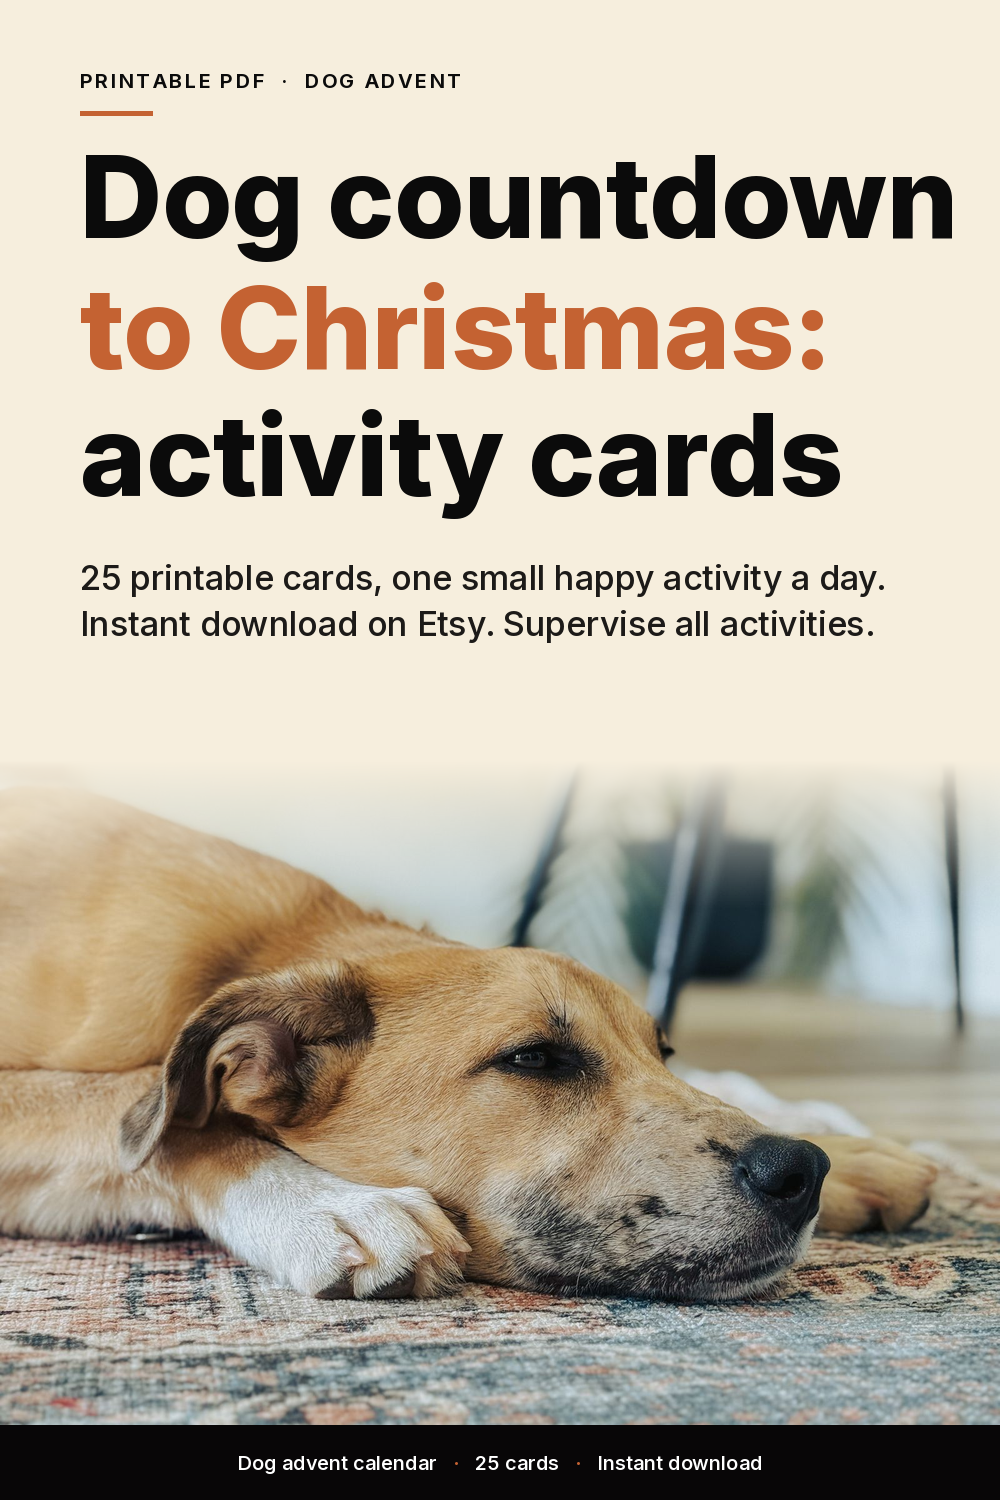 PRINTABLE PDF · DOG ADVENT
Dog countdown
to Christmas:
activity cards
25 printable cards, one small happy activity a day.
Instant download on Etsy. Supervise all activities.
Dog advent calendar · 25 cards · Instant download